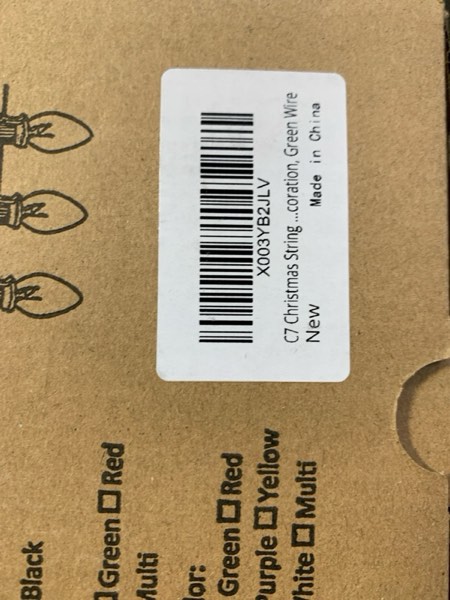 X003YB2JLV
C7 Christmas String ...coration, Green Wire
New
Made in China
Black
Green ☐ Red
Multi
Green ☐ Red
Purple ☐ Yellow
White ☐ Multi